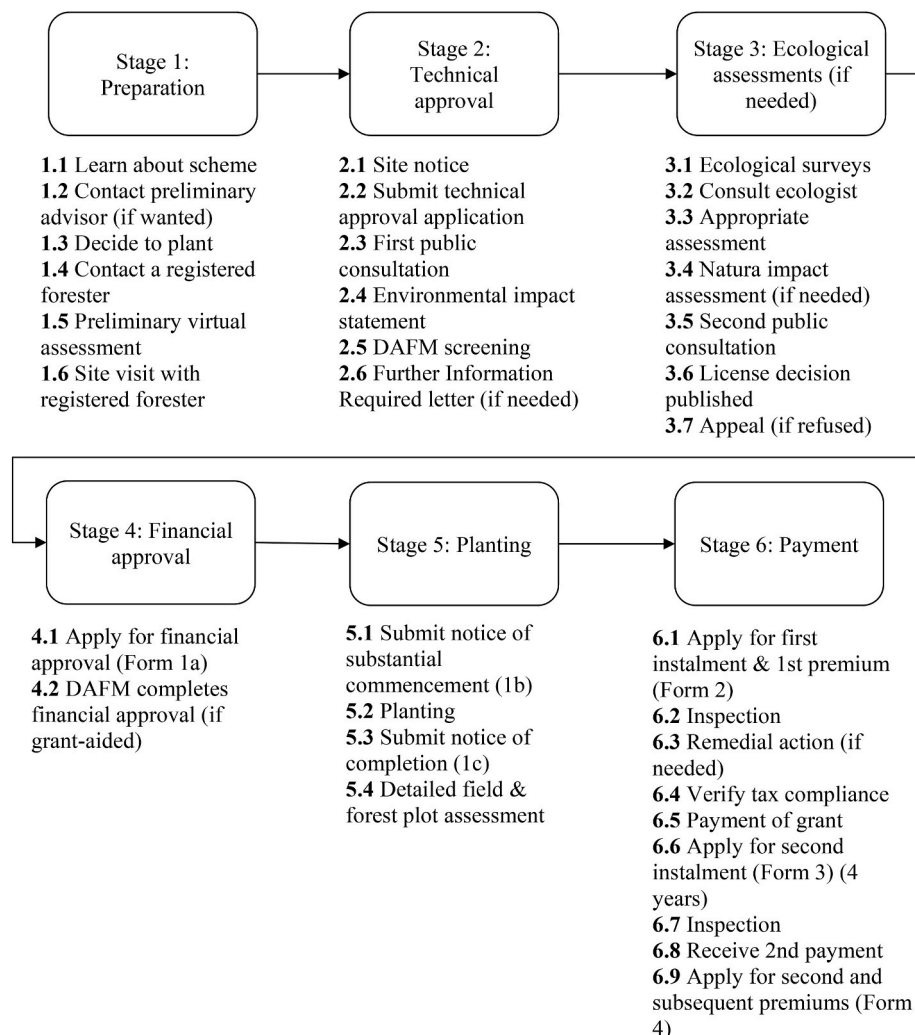 Stage 1:
Preparation
Stage 2:
Technical
approval
Stage 3: Ecological
assessments (if
needed)
1.1 Learn about scheme
1.2 Contact preliminary
advisor (if wanted)
1.3 Decide to plant
1.4 Contact a registered
forester
1.5 Preliminary virtual
assessment
1.6 Site visit with
registered forester
2.1 Site notice
2.2 Submit technical
approval application
2.3 First public
consultation
2.4 Environmental impact
statement
2.5 DAFM screening
2.6 Further Information
Required letter (if needed)
3.1 Ecological surveys
3.2 Consult ecologist
3.3 Appropriate
assessment
3.4 Natura impact
assessment (if needed)
3.5 Second public
consultation
3.6 License decision
published
3.7 Appeal (if refused)
Stage 4: Financial
approval
Stage 5: Planting
Stage 6: Payment
4.1 Apply for financial
approval (Form 1a)
4.2 DAFM completes
financial approval (if
grant-aided)
5.1 Submit notice of
substantial
commencement (1b)
5.2 Planting
5.3 Submit notice of
completion (1c)
5.4 Detailed field &
forest plot assessment
6.1 Apply for first
instalment & 1st premium
(Form 2)
6.2 Inspection
6.3 Remedial action (if
needed)
6.4 Verify tax compliance
6.5 Payment of grant
6.6 Apply for second
instalment (Form 3) (4
years)
6.7 Inspection
6.8 Receive 2nd payment
6.9 Apply for second and
subsequent premiums (Form
4)